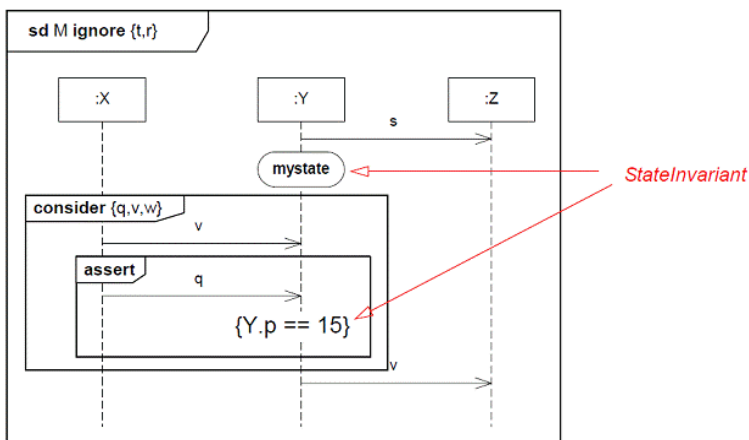 sd M ignore {t,r}
:X
:Y
:Z
s
mystate
StateInvariant
consider {q,v,w}
v
assert
q
{Y.p == 15}
v